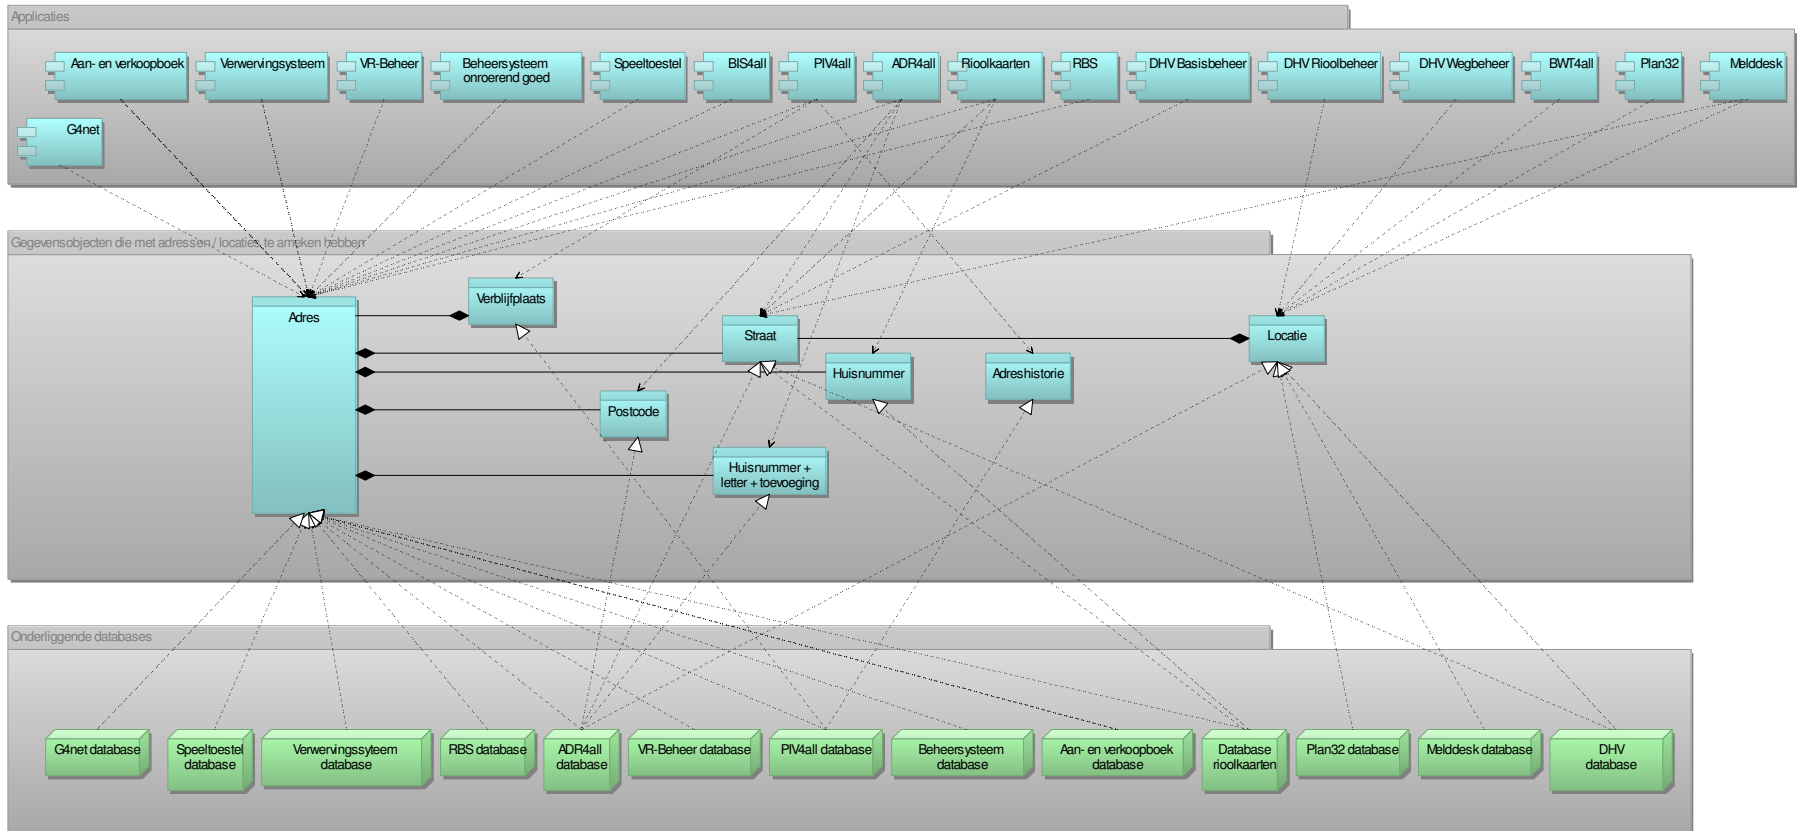 Applicaties
Aan- en verkoopboek
Verwervingsysteem
VR-Beheer
Beheersysteem
onroerend goed
Speeltoestel
BIS4all
PIV4all
ADR4all
Rioolkaarten
RBS
DHV Basisbeheer
DHV Rioolbeheer
DHV Wegbeheer
BWT4all
Plan32
Melddesk
G4net
Gegevensobjecten die met adressen / locaties te ameken hebben
Adres
Verblijfplaats
Straat
Locatie
Huisnummer
Adreshistorie
Postcode
Huisnummer +
letter + toevoeging
Onderliggende databases
G4net database
Speeltoestel
database
Verwervingssyteem
database
RBS database
ADR4all
database
VR-Beheer database
PIV4all database
Beheersysteem
database
Aan- en verkoopboek
database
Database
rioolkaarten
Plan32 database
Melddesk database
DHV
database